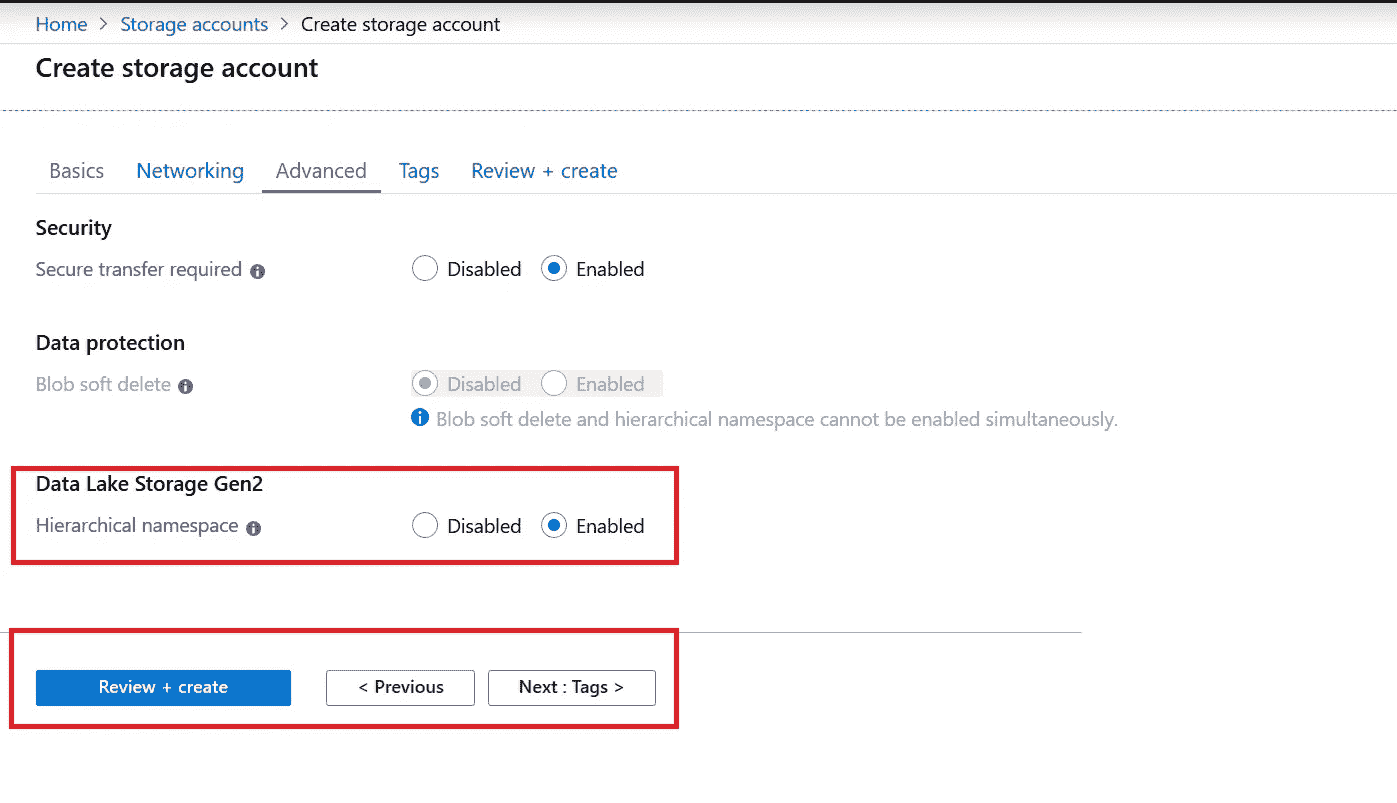 Home > Storage accounts > Create storage account
Create storage account
Basics Networking Advanced Tags Review + create
Security
Secure transfer required Disabled Enabled
Data protection
Blob soft delete Disabled Enabled
Blob soft delete and hierarchical namespace cannot be enabled simultaneously.
Data Lake Storage Gen2
Hierarchical namespace Disabled Enabled
Review + create < Previous Next : Tags >